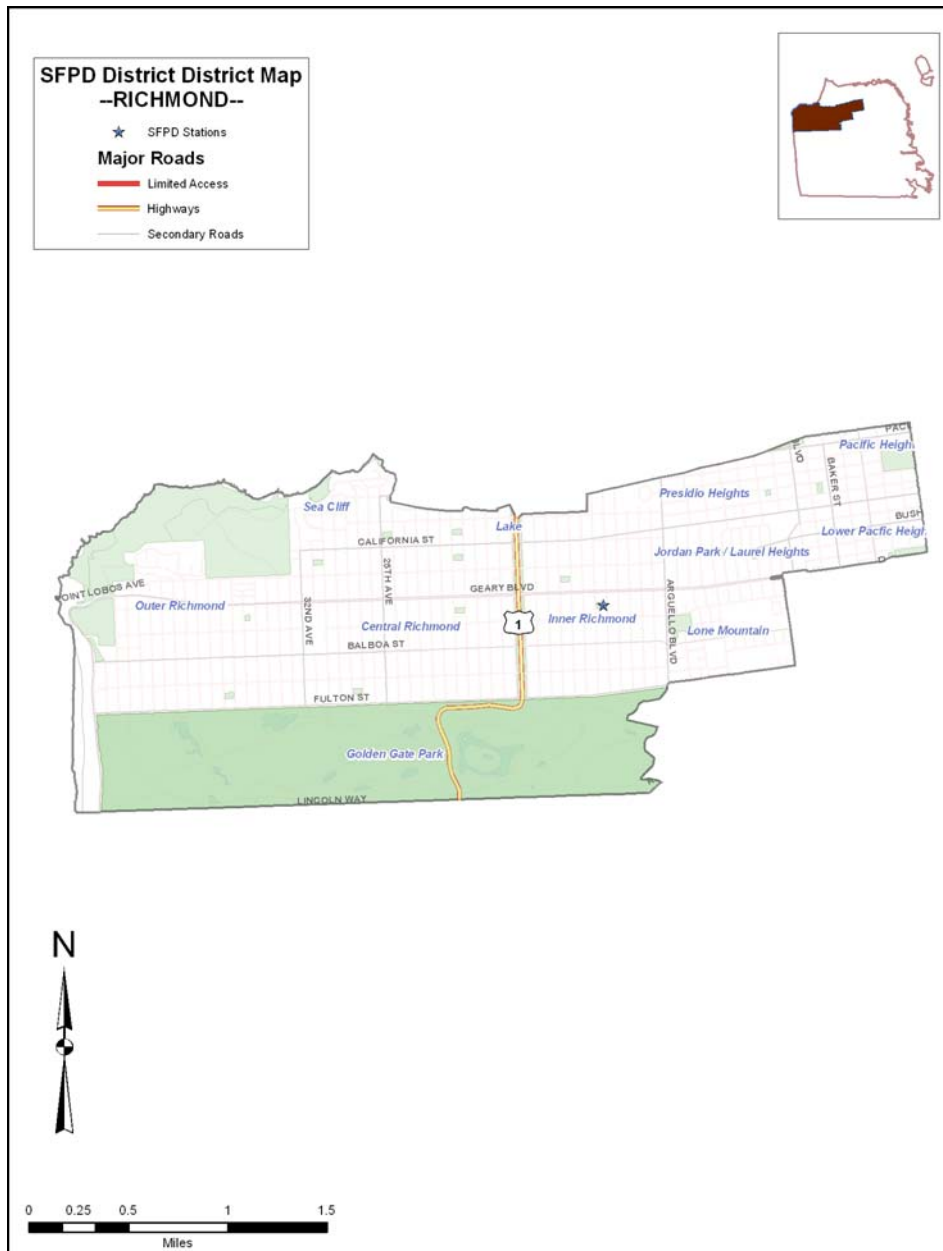 SFPD District District Map
--RICHMOND--
SFPD Stations
Major Roads
Limited Access
Highways
Secondary Roads
PACI
BLVD
Pacific Heigh
BAKER ST
Presidio Heights
Sea Cliff
Lake
BUSH
Lower Pacfic Heigh
CALIFORNIA ST
Jordan Park / Laurel Heights
25TH AVE
POINT LOBOS AVE
GEARY BLVD
Outer Richmond
32ND AVE
ARGUELLO BLVD
1
Inner Richmond
Central Richmond
Lone Mountain
BALBOA ST
FULTON ST
Golden Gate Park
LINCOLN WAY
N
0 0.25 0.5 1 1.5
Miles